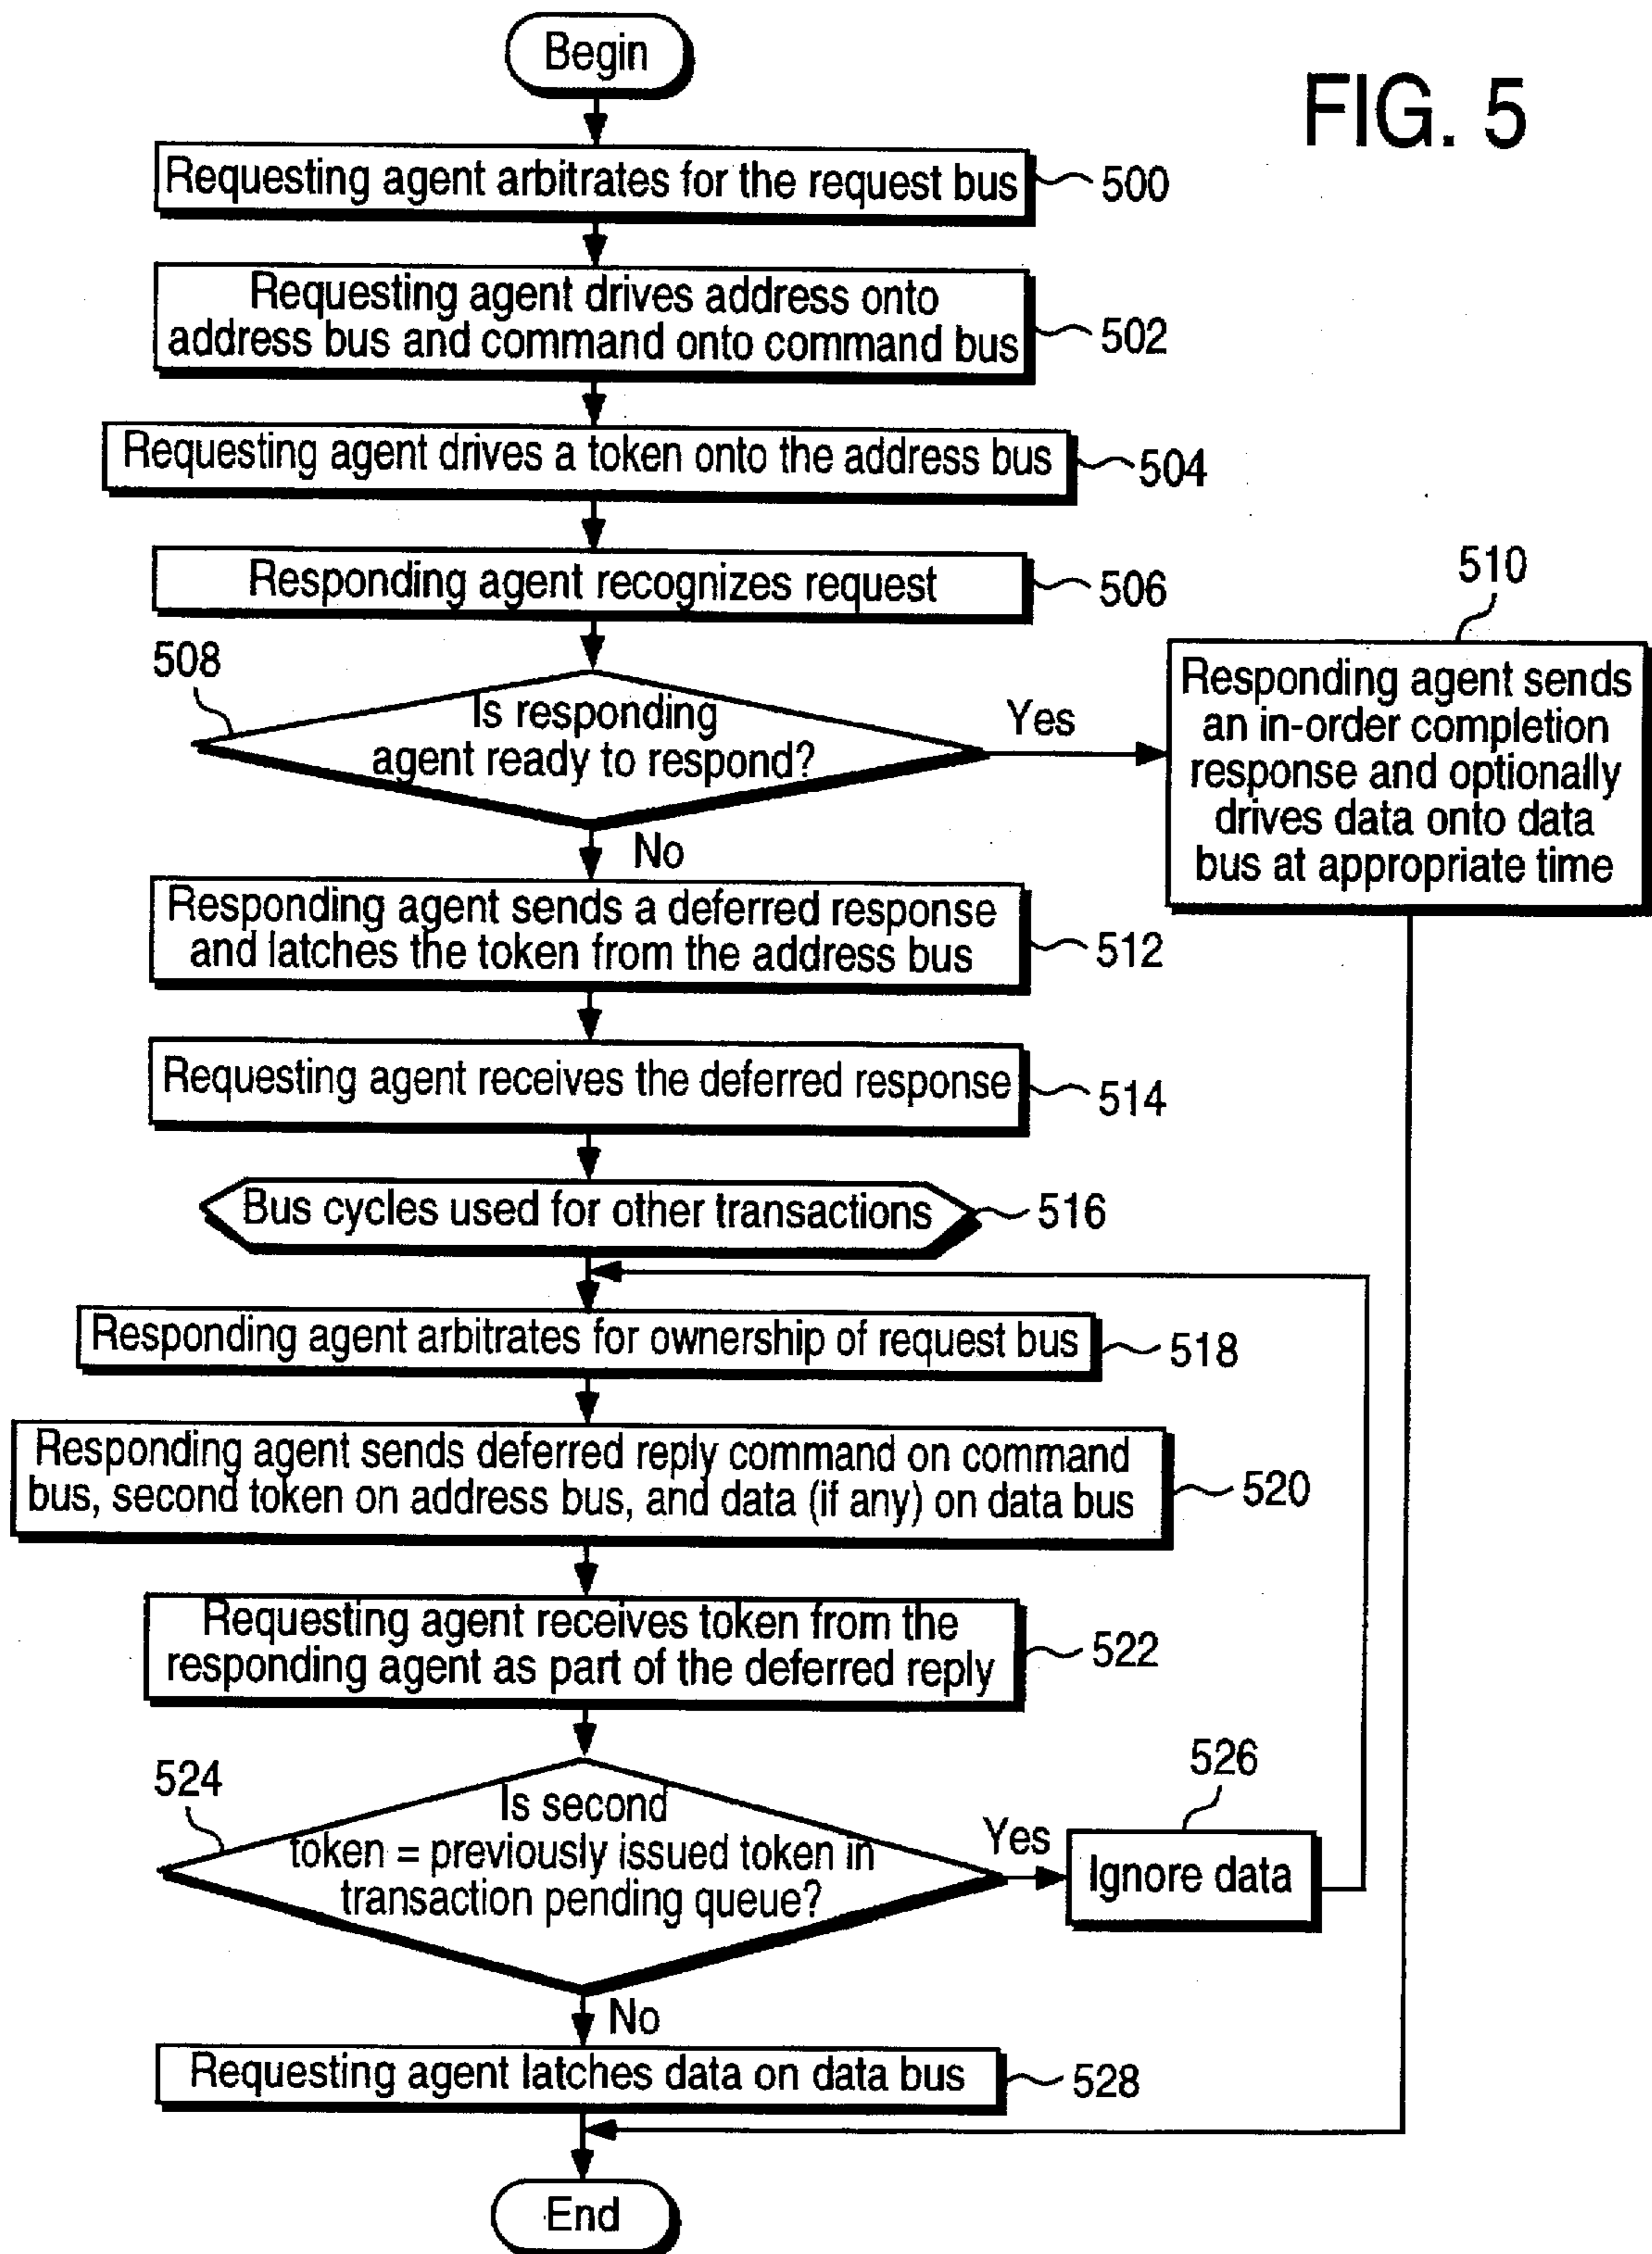 Begin
FIG. 5
Requesting agent arbitrates for the request bus
500
Requesting agent drives address onto
address bus and command onto command bus
502
Requesting agent drives a token onto the address bus
504
Responding agent recognizes request
506
508
Is responding
agent ready to respond?
Yes
510
Responding agent sends
an in-order completion
response and optionally
drives data onto data
bus at appropriate time
No
Responding agent sends a deferred response
and latches the token from the address bus
512
Requesting agent receives the deferred response
514
Bus cycles used for other transactions
516
Responding agent arbitrates for ownership of request bus
518
Responding agent sends deferred reply command on command
bus, second token on address bus, and data (if any) on data bus
520
Requesting agent receives token from the
responding agent as part of the deferred reply
522
524
Is second
token = previously issued token in
transaction pending queue?
Yes
526
Ignore data
No
Requesting agent latches data on data bus
528
End